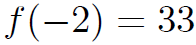 f(−2) = 33